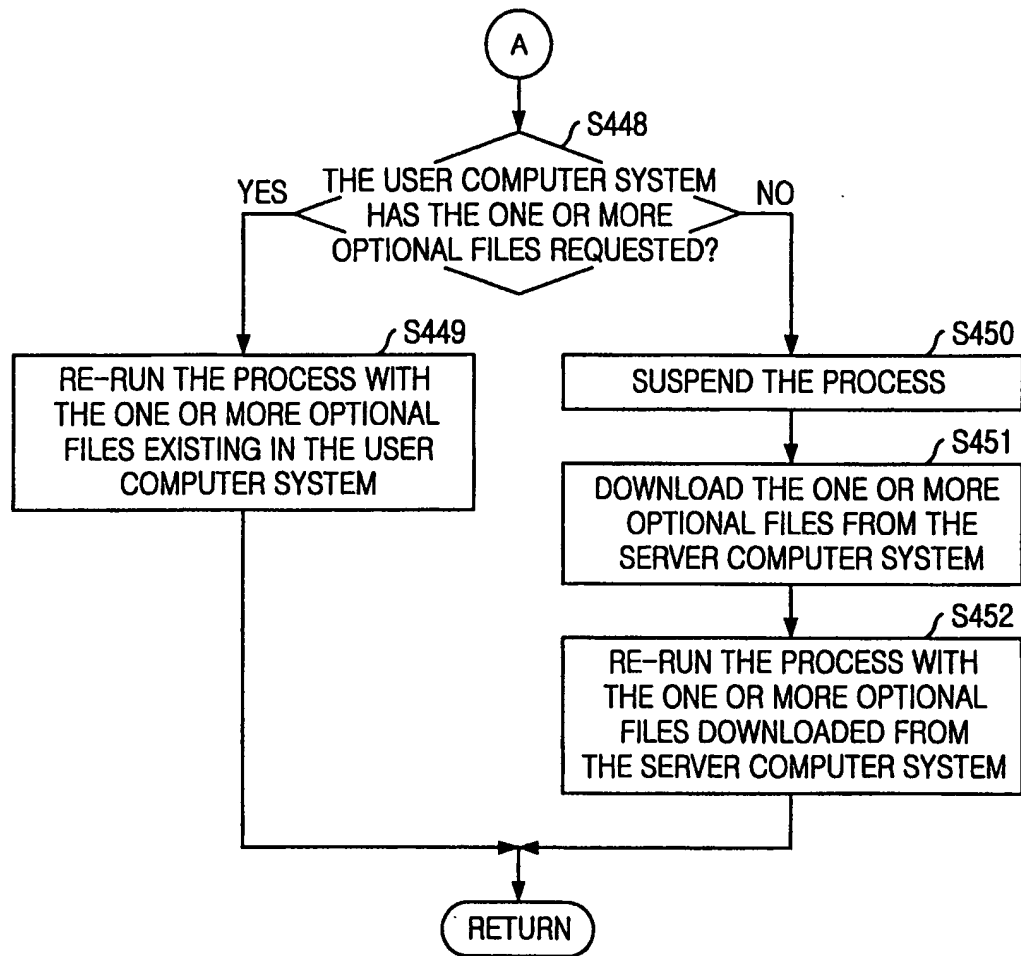 A
S448
YES
THE USER COMPUTER SYSTEM
HAS THE ONE OR MORE
OPTIONAL FILES REQUESTED?
NO
S449
RE-RUN THE PROCESS WITH
THE ONE OR MORE OPTIONAL
FILES EXISTING IN THE USER
COMPUTER SYSTEM
S450
SUSPEND THE PROCESS
S451
DOWNLOAD THE ONE OR MORE
OPTIONAL FILES FROM THE
SERVER COMPUTER SYSTEM
S452
RE-RUN THE PROCESS WITH
THE ONE OR MORE OPTIONAL
FILES DOWNLOADED FROM
THE SERVER COMPUTER SYSTEM
RETURN